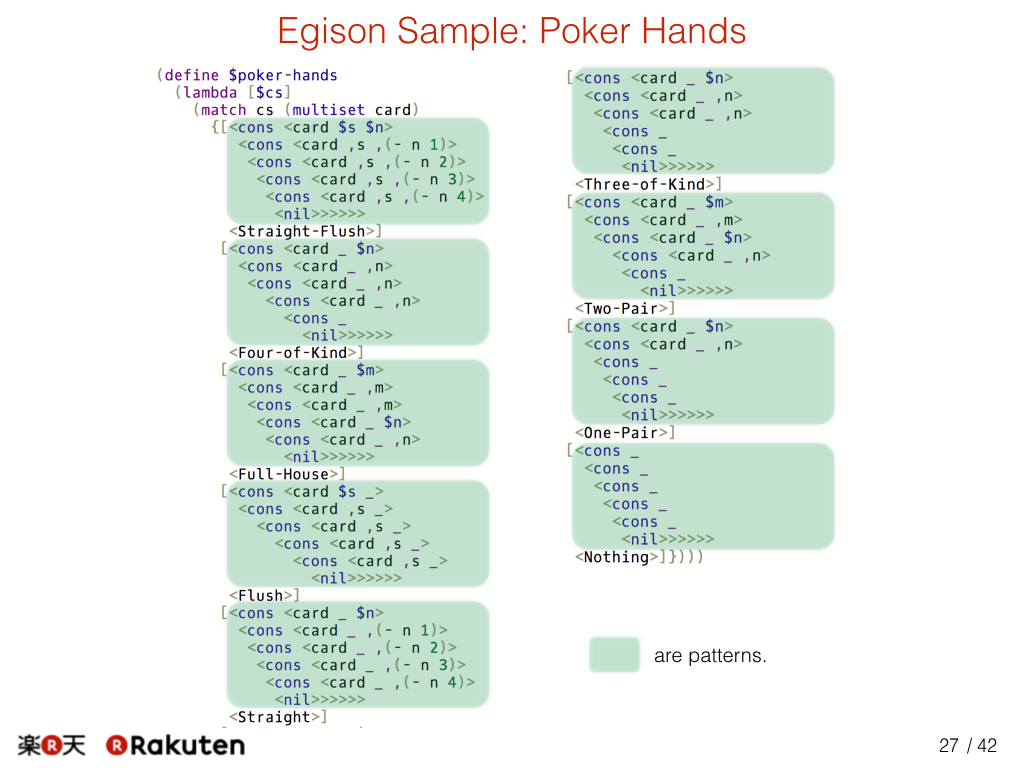 Egison Sample: Poker Hands
(define $poker-hands
(lambda [$cs]
(match cs (multiset card)
{[<cons <card $s $n>
<cons <card ,s ,(- n 1)>
<cons <card ,s ,(- n 2)>
<cons <card ,s ,(- n 3)>
<cons <card ,s ,(- n 4)>
<nil>>>>>>
<Straight-Flush>]
[<cons <card _ $n>
<cons <card _ ,n>
<cons <card _ ,n>
<cons <card _ ,n>
<cons _
<nil>>>>>>
<Four-of-Kind>]
[<cons <card _ $m>
<cons <card _ ,m>
<cons <card _ ,m>
<cons <card _ $n>
<cons <card _ ,n>
<nil>>>>>>
<Full-House>]
[<cons <card $s _>
<cons <card ,s _>
<cons <card ,s _>
<cons <card ,s _>
<cons <card ,s _>
<nil>>>>>>
<Flush>]
[<cons <card _ $n>
<cons <card _ ,(- n 1)>
<cons <card _ ,(- n 2)>
<cons <card _ ,(- n 3)>
<cons <card _ ,(- n 4)>
<nil>>>>>>
<Straight>]
[<cons <card _ $n>
<cons <card _ ,n>
<cons <card _ ,n>
<cons _
<cons _
<nil>>>>>>
<Three-of-Kind>]
[<cons <card _ $m>
<cons <card _ ,m>
<cons <card _ $n>
<cons <card _ ,n>
<cons _
<nil>>>>>>
<Two-Pair>]
[<cons <card _ $n>
<cons <card _ ,n>
<cons _
<cons _
<cons _
<nil>>>>>>
<One-Pair>]
[<cons _
<cons _
<cons _
<cons _
<cons _
<nil>>>>>>
<Nothing>]})))
are patterns.
楽R天 R Rakuten
27 / 42